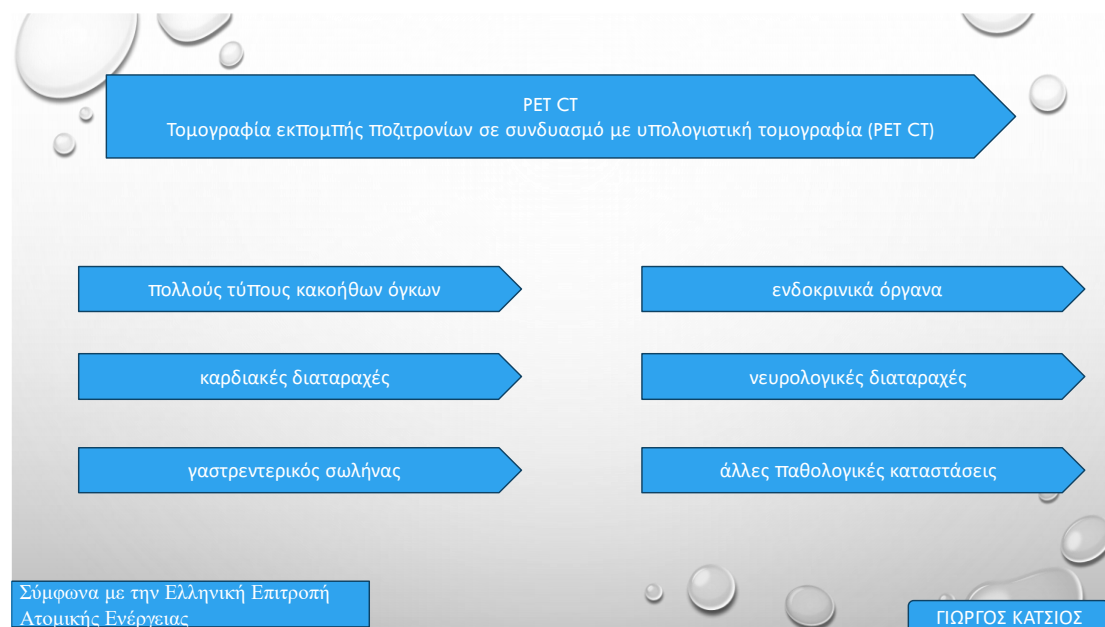 PET CT
Τομογραφία εκπομπής ποζιτρονίων σε συνδυασμό με υπολογιστική τομογραφία (PET CT)
πολλούς τύπους κακοήθων όγκων
ενδοκρινικά όργανα
καρδιακές διαταραχές
νευρολογικές διαταραχές
γαστρεντερικός σωλήνας
άλλες παθολογικές καταστάσεις
Σύμφωνα με την Ελληνική Επιτροπή
Ατομικής Ενέργειας
ΓΙΩΡΓΟΣ ΚΑΤΣΙΟΣ